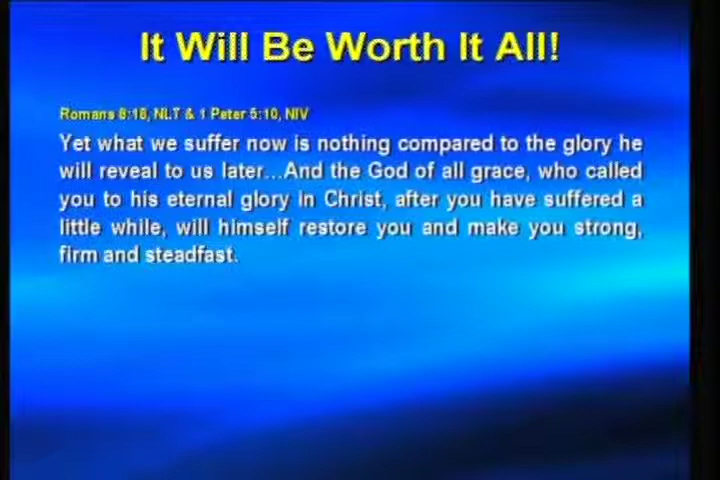 It Will Be Worth It All!
Romans 8:18, NLT & 1 Peter 5:10, NIV
Yet what we suffer now is nothing compared to the glory he
will reveal to us later...And the God of all grace, who called
you to his eternal glory in Christ, after you have suffered a
little while, will himself restore you and make you strong,
firm and steadfast.